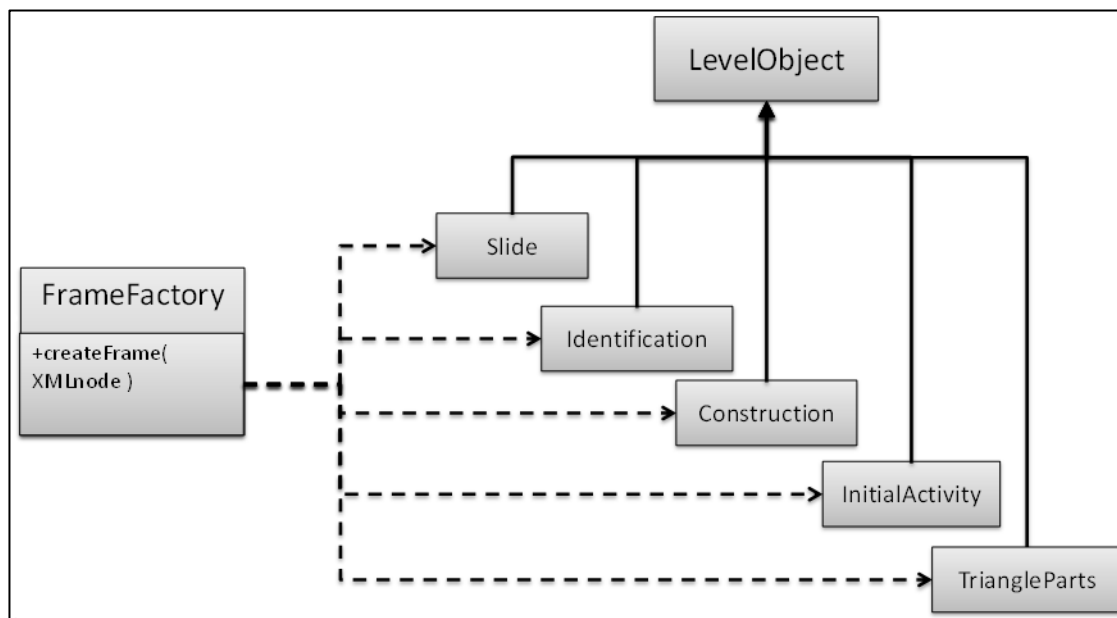 LevelObject
Slide
FrameFactory
+createFrame(
XMLnode )
Identification
Construction
InitialActivity
TriangleParts